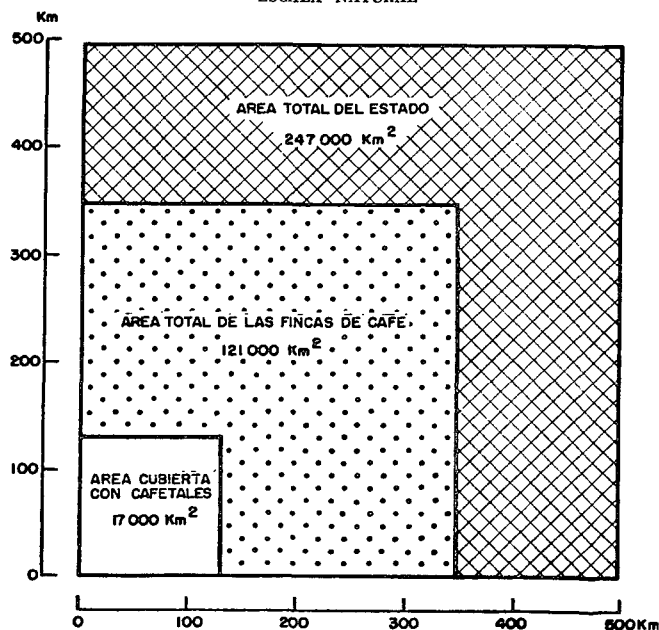 ESCALA NATURAL
Km
500
AREA TOTAL DEL ESTADO
247 000 Km2
400
300
AREA TOTAL DE LAS FINCAS DE CAFE
121 000 Km2
200
100
AREA CUBIERTA
CON CAFETALES
17 000 Km2
0
0 100 200 300 400 500 Km